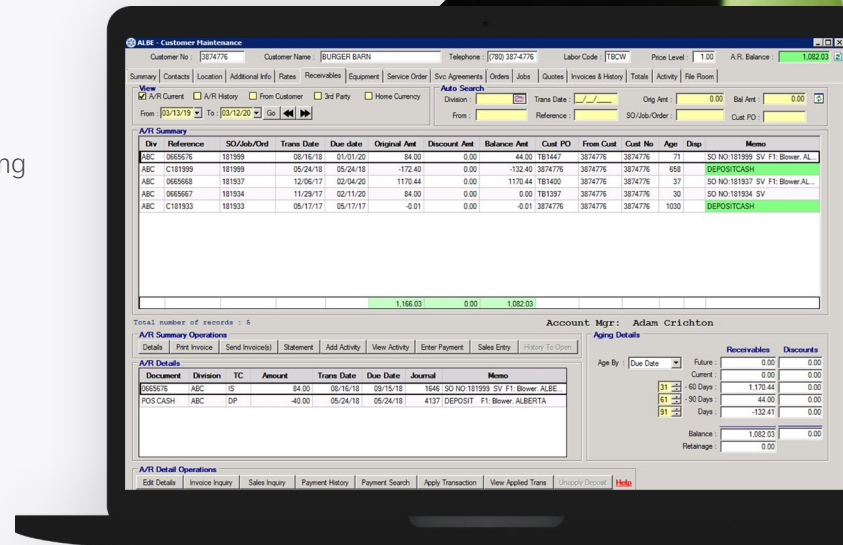 ng
ALBE - Customer Maintenance
Customer No : 3874776 Customer Name : BURGER BARN Telephone : (780) 387-4776 Labor Code : TBCW Price Level : 1.00 A.R. Balance : 1,082.03
Summary Contacts Location Additional Info Rates Receivables Equipment Service Order Svc Agreements Orders Jobs Quotes Invoices & History Totals Activity File Room
View Auto Search
A/R Current A/R History From Customer 3rd Party Home Currency Division : Trans Date : _/_/__ Orig Amt : 0.00 Bal Amt : 0.00
From : 03/13/19 To : 03/12/20 Go From : Reference : SO/Job/Order : Cust PO :
A/R Summary
Div Reference SO/Job/Ord Trans Date Due date Original Amt Discount Amt Balance Amt Cust PO From Cust Cust No Age Disp Memo
ABC 0665676 181999 08/16/18 01/01/20 84.00 0.00 44.00 TB1447 3874776 3874776 71 SO NO:181999 SV F1: Blower. AL...
ABC C181999 181999 05/24/18 05/24/18 -172.40 0.00 -132.40 3874776 3874776 3874776 658 DEPOSITCASH
ABC 0665668 181937 12/06/17 02/04/20 1170.44 0.00 1170.44 TB1400 3874776 3874776 37 SO NO:181937 SV F1: Blower.AL...
ABC 0665667 181934 11/29/17 02/11/20 84.00 0.00 0.00 TB1397 3874776 3874776 30 SO NO:181934 SV
ABC C181933 181933 05/17/17 05/17/17 -0.01 0.00 -0.01 3874776 3874776 3874776 1030 DEPOSITCASH
1,166.03 0.00 1,082.03
Total number of records : 5 Account Mgr: Adam Crichton
A/R Summary Operations Aging Details
Details Print Invoice Send Invoice(s) Statement Add Activity View Activity Enter Payment Sales Entry History To Open
Receivables Discounts
A/R Details Age By : Due Date Future : 0.00 0.00
Document Division TC Amount Trans Date Due Date Journal Memo Current : 0.00 0.00
0665676 ABC IS 84.00 08/16/18 09/15/18 1646 SO NO:181999 SV F1: Blower. ALBE... 31 - 60 Days : 1,170.44 0.00
POS CASH ABC DP -40.00 05/24/18 05/24/18 4137 DEPOSIT F1: Blower. ALBERTA 61 - 90 Days : 44.00 0.00
91 Days : -132.41 0.00
Balance : 1,082.03 0.00
Retainage : 0.00
A/R Detail Operations
Edit Details Invoice Inquiry Sales Inquiry Payment History Payment Search Apply Transaction View Applied Trans Unapply Deposit Help